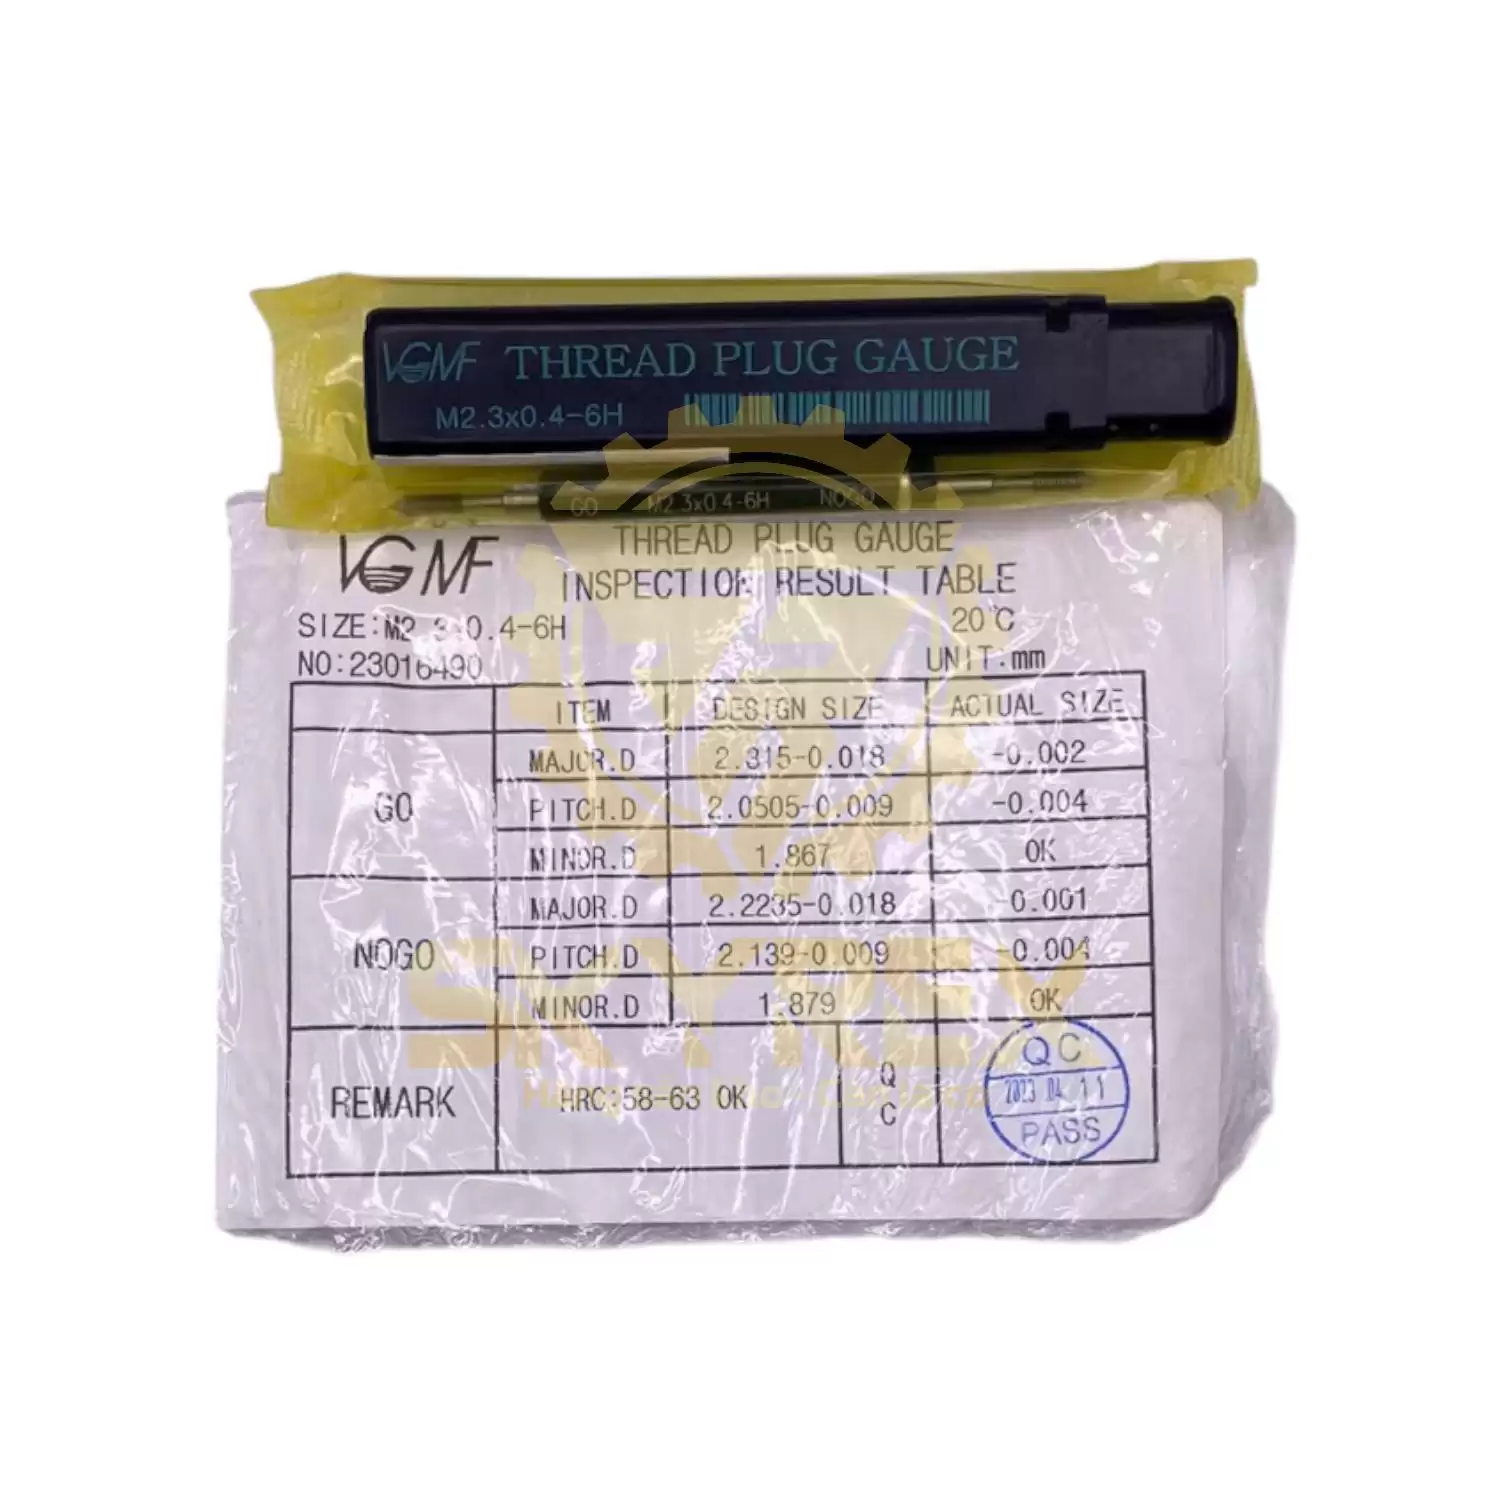 VGMF THREAD PLUG GAUGE
M2.3x0.4-6H
GO M2.3x0.4-6H NOGO
VGMF THREAD PLUG GAUGE
INSPECTION RESULT TABLE
SIZE:M2.3x0.4-6H 20℃
NO:23016490 UNIT:mm
ITEM DESIGN SIZE ACTUAL SIZE
GO MAJOR.D 2.315-0.018 -0.002
PITCH.D 2.0505-0.009 -0.004
MINOR.D 1.867 OK
NOGO MAJOR.D 2.2235-0.018 -0.001
PITCH.D 2.139-0.009 -0.004
MINOR.D 1.879 OK
REMARK HRC:58-63 OK QC
QC
2023.04.11
PASS
SKYREX